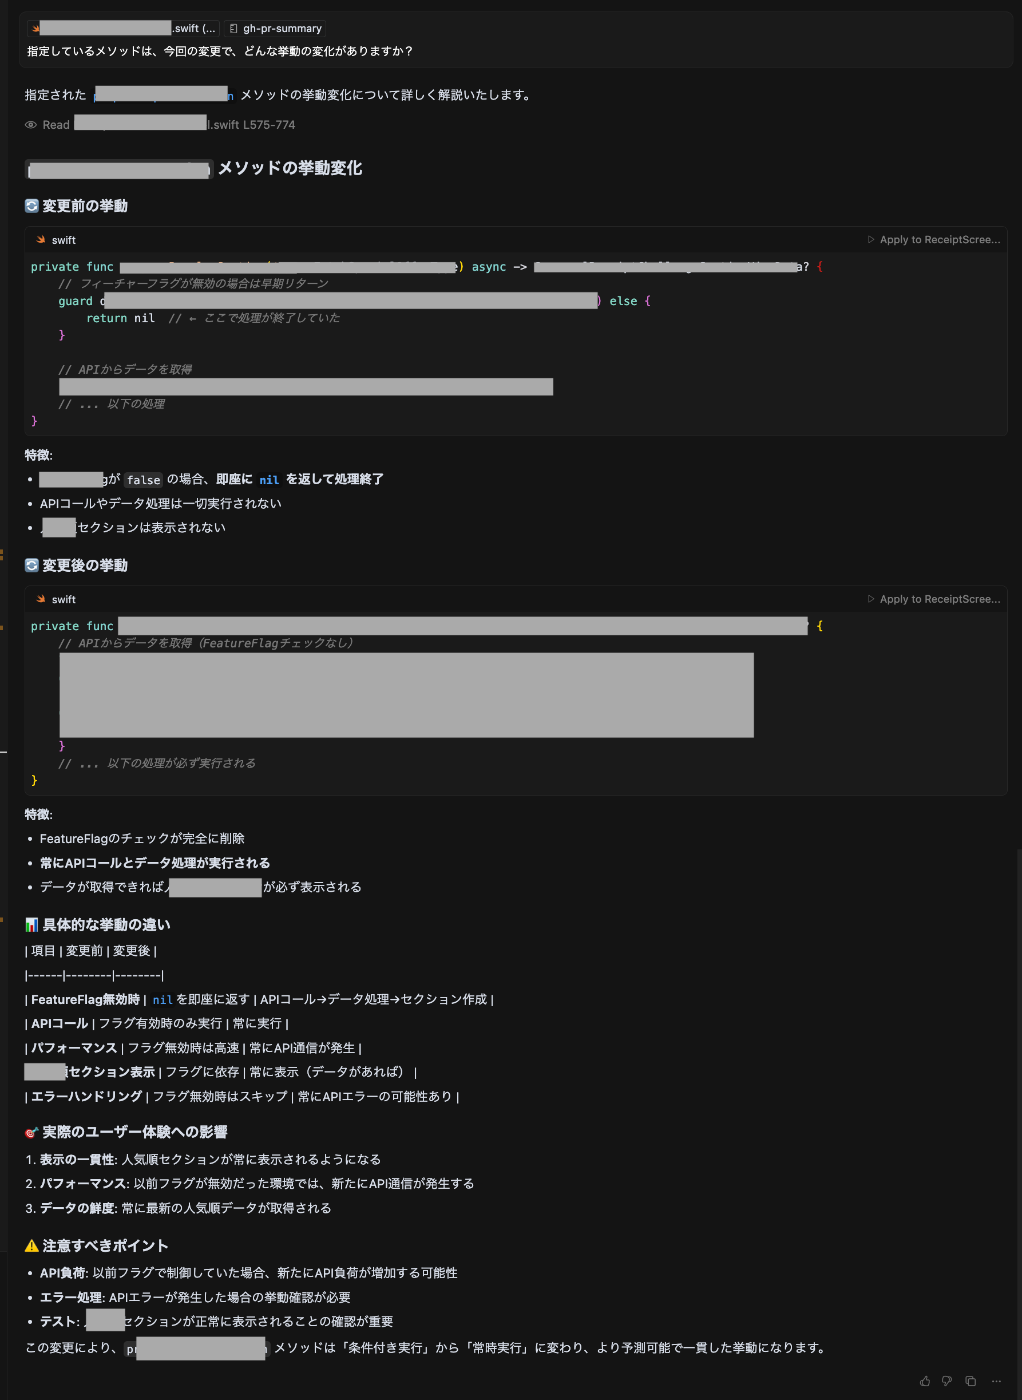 .swift (... gh-pr-summary
指定しているメソッドは、今回の変更で、どんな挙動の変化がありますか？
指定された メソッドの挙動変化について詳しく解説いたします。
Read .swift L575-774
メソッドの挙動変化
🔄 変更前の挙動
swift Apply to ReceiptScree...
private func ) async -> a? {
// フィーチャーフラグが無効の場合は早期リターン
guard ) else {
return nil // ← ここで処理が終了していた
}
// APIからデータを取得
// ... 以下の処理
}
特徴:
• gが false の場合、即座に nil を返して処理終了
• APIコールやデータ処理は一切実行されない
• セクションは表示されない
🔄 変更後の挙動
swift Apply to ReceiptScree...
private func {
// APIからデータを取得（FeatureFlagチェックなし）
}
// ... 以下の処理が必ず実行される
}
特徴:
• FeatureFlagのチェックが完全に削除
• 常にAPIコールとデータ処理が実行される
• データが取得できれば が必ず表示される
📊 具体的な挙動の違い
| 項目 | 変更前 | 変更後 |
|------|--------|--------|
| FeatureFlag無効時 | nil を即座に返す | APIコール→データ処理→セクション作成 |
| APIコール | フラグ有効時のみ実行 | 常に実行 |
| パフォーマンス | フラグ無効時は高速 | 常にAPI通信が発生 |
セクション表示 | フラグに依存 | 常に表示（データがあれば） |
| エラーハンドリング | フラグ無効時はスキップ | 常にAPIエラーの可能性あり |
🎯 実際のユーザー体験への影響
1. 表示の一貫性: 人気順セクションが常に表示されるようになる
2. パフォーマンス: 以前フラグが無効だった環境では、新たにAPI通信が発生する
3. データの鮮度: 常に最新の人気順データが取得される
⚠️ 注意すべきポイント
• API負荷: 以前フラグで制御していた場合、新たにAPI負荷が増加する可能性
• エラー処理: APIエラーが発生した場合の挙動確認が必要
• テスト: セクションが正常に表示されることの確認が重要
この変更により、 メソッドは「条件付き実行」から「常時実行」に変わり、より予測可能で一貫した挙動になります。